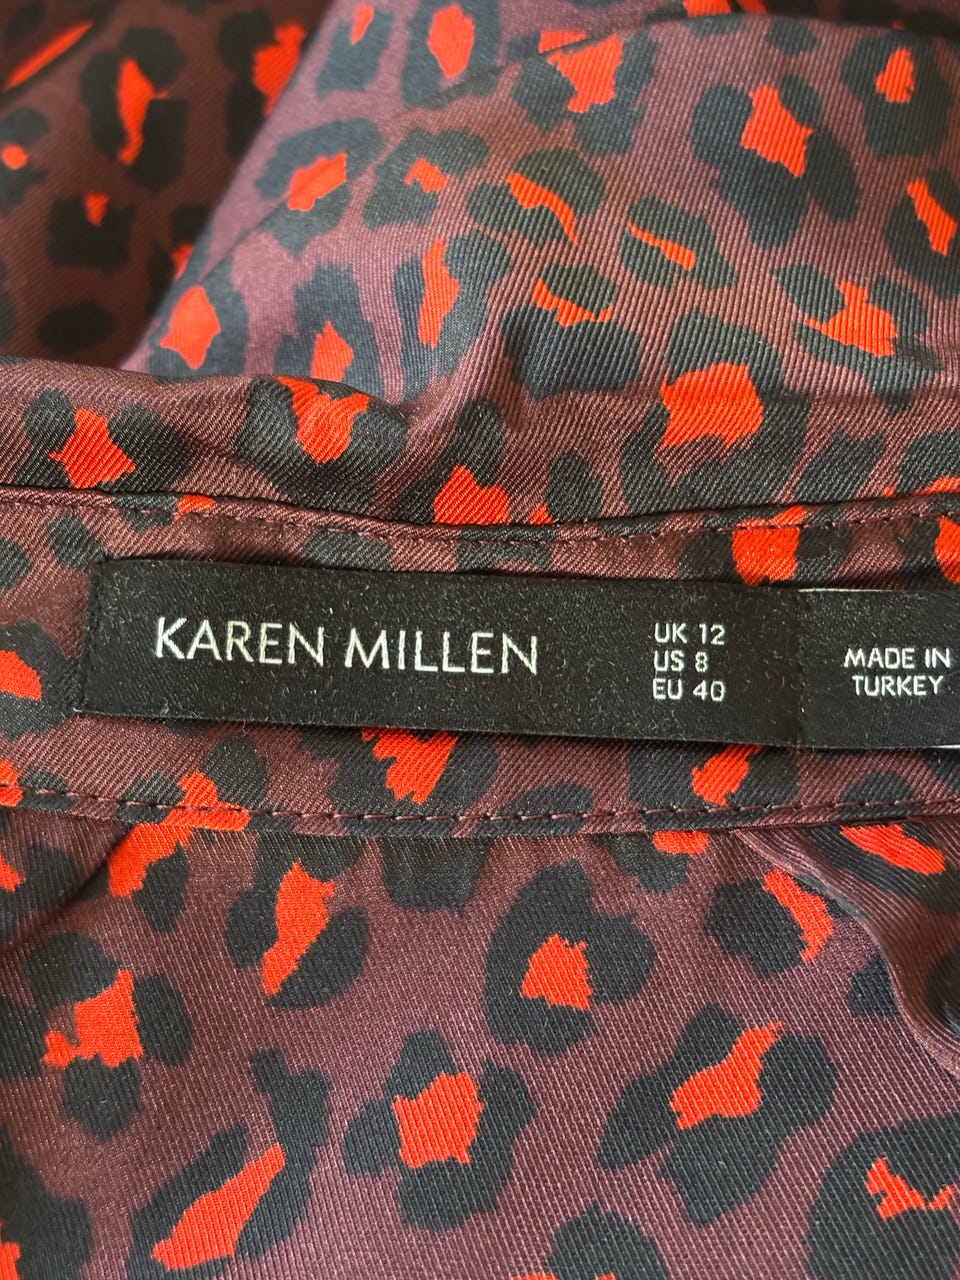 KAREN MILLEN
UK 12
US 8
EU 40
MADE IN
TURKEY